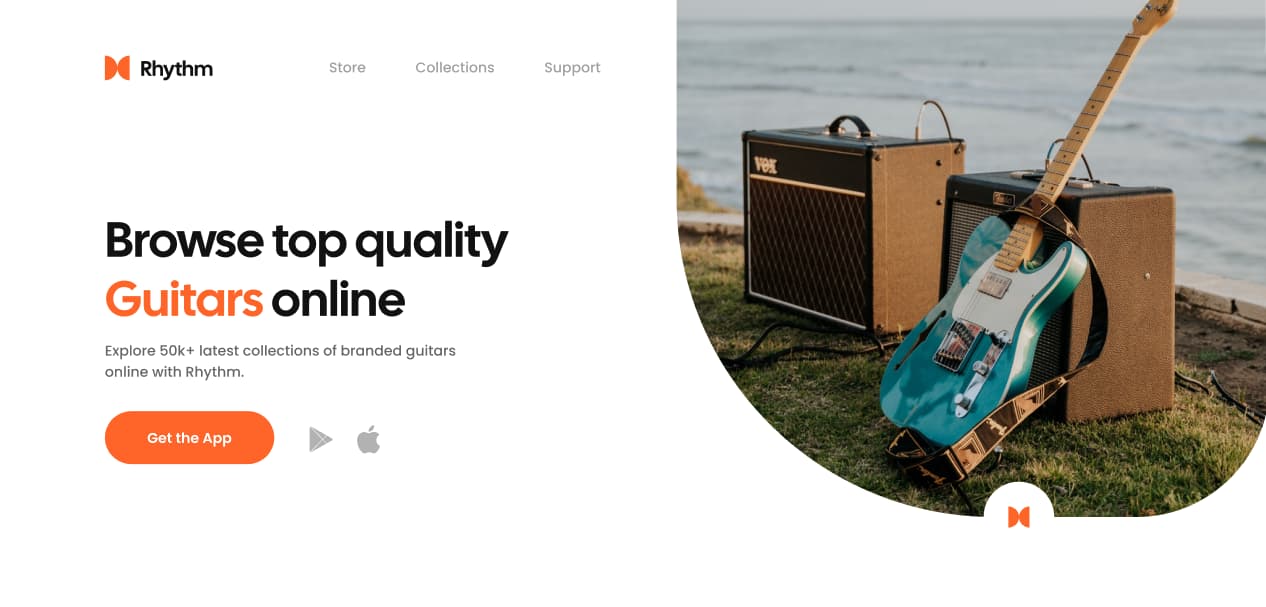 Rhythm
Store
Collections
Support
Browse top quality
Guitars online
Explore 50k+ latest collections of branded guitars
online with Rhythm.
Get the App
VOX
Fender